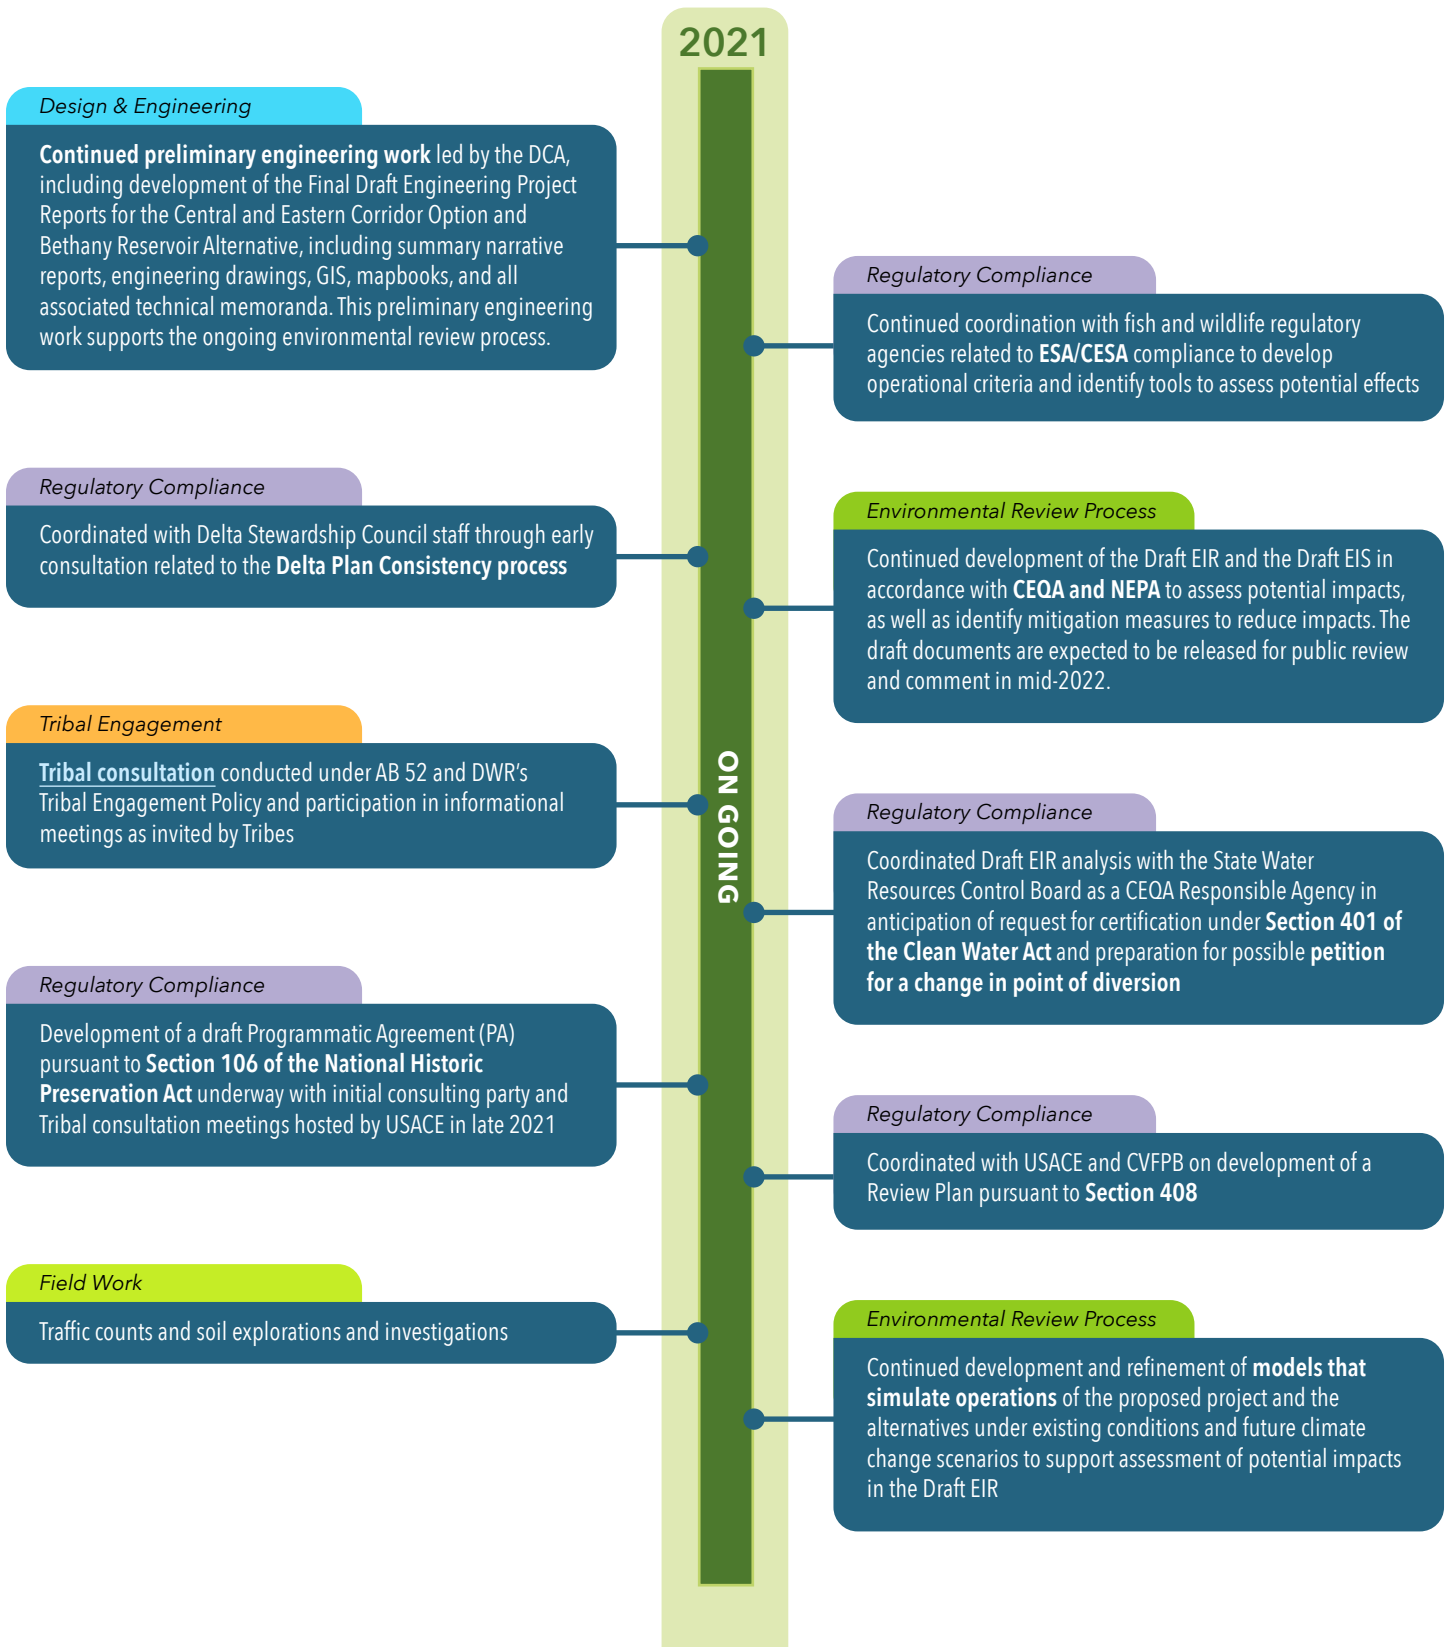 2021
Design & Engineering
Continued preliminary engineering work led by the DCA,
including development of the Final Draft Engineering Project
Reports for the Central and Eastern Corridor Option and
Bethany Reservoir Alternative, including summary narrative
reports, engineering drawings, GIS, mapbooks, and all
associated technical memoranda. This preliminary engineering
work supports the ongoing environmental review process.
Regulatory Compliance
Continued coordination with fish and wildlife regulatory
agencies related to ESA/CESA compliance to develop
operational criteria and identify tools to assess potential effects
Regulatory Compliance
Coordinated with Delta Stewardship Council staff through early
consultation related to the Delta Plan Consistency process
Environmental Review Process
Continued development of the Draft EIR and the Draft EIS in
accordance with CEQA and NEPA to assess potential impacts,
as well as identify mitigation measures to reduce impacts. The
draft documents are expected to be released for public review
and comment in mid-2022.
Tribal Engagement
Tribal consultation conducted under AB 52 and DWR's
Tribal Engagement Policy and participation in informational
meetings as invited by Tribes
ON GOING
Regulatory Compliance
Coordinated Draft EIR analysis with the State Water
Resources Control Board as a CEQA Responsible Agency in
anticipation of request for certification under Section 401 of
the Clean Water Act and preparation for possible petition
for a change in point of diversion
Regulatory Compliance
Development of a draft Programmatic Agreement (PA)
pursuant to Section 106 of the National Historic
Preservation Act underway with initial consulting party and
Tribal consultation meetings hosted by USACE in late 2021
Regulatory Compliance
Coordinated with USACE and CVFPB on development of a
Review Plan pursuant to Section 408
Field Work
Traffic counts and soil explorations and investigations
Environmental Review Process
Continued development and refinement of models that
simulate operations of the proposed project and the
alternatives under existing conditions and future climate
change scenarios to support assessment of potential impacts
in the Draft EIR